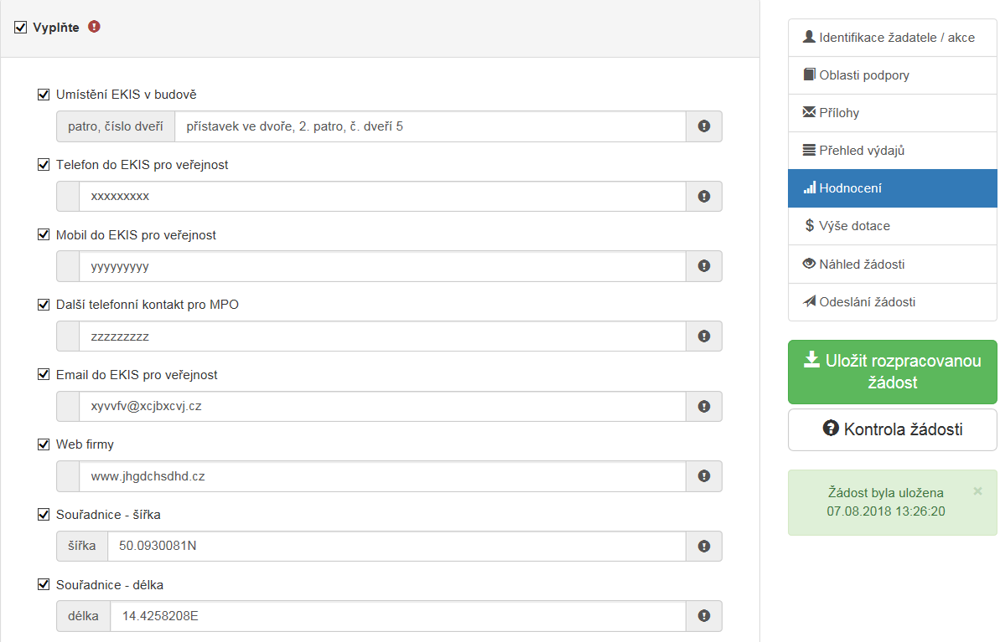 Vyplňte
Umístění EKIS v budově
patro, číslo dveří přístavek ve dvoře, 2. patro, č. dveří 5
Telefon do EKIS pro veřejnost
xxxxxxxxx
Mobil do EKIS pro veřejnost
yyyyyyyyy
Další telefonní kontakt pro MPO
zzzzzzzzz
Email do EKIS pro veřejnost
xyvvfv@xcjbxcvj.cz
Web firmy
www.jhgdchsdhd.cz
Souřadnice - šířka
šířka 50.0930081N
Souřadnice - délka
délka 14.4258208E
Identifikace žadatele / akce
Oblasti podpory
Přílohy
Přehled výdajů
Hodnocení
$ Výše dotace
Náhled žádosti
Odeslání žádosti
Uložit rozpracovanou
žádost
Kontrola žádosti
Žádost byla uložena ×
07.08.2018 13:26:20